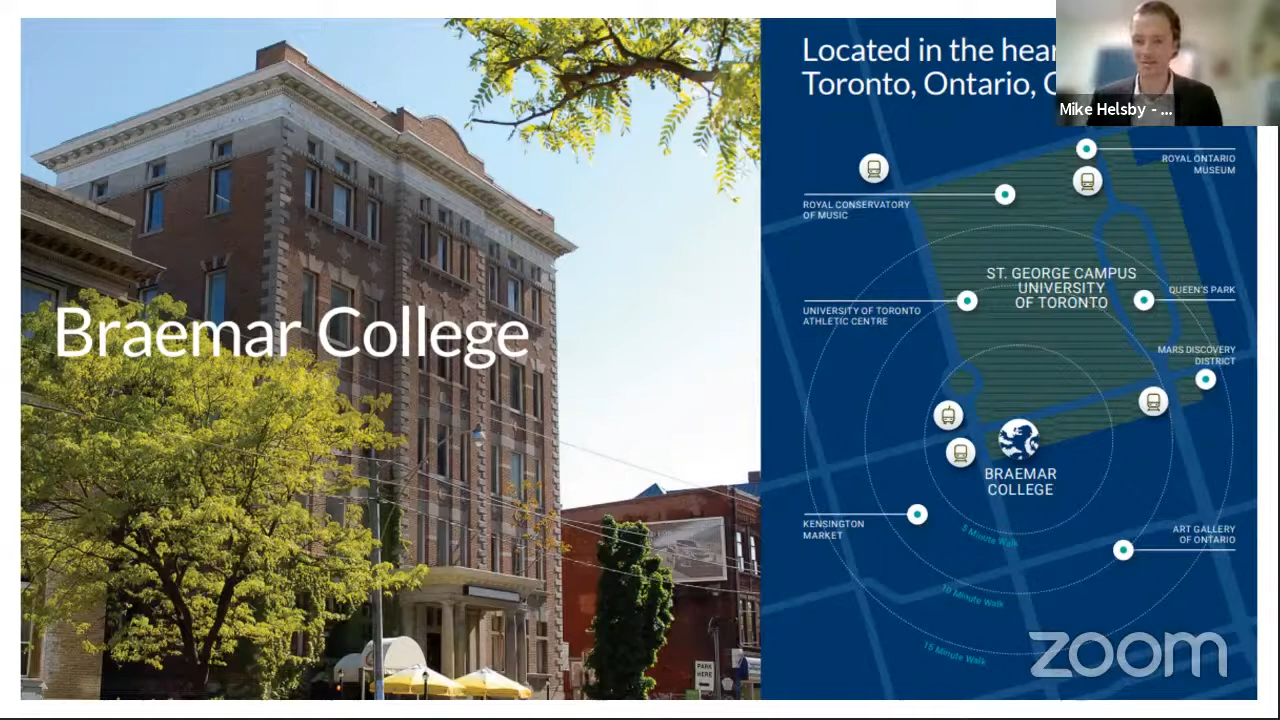 Braemar College
Located in the hear
Toronto, Ontario, C
Mike Helsby - ...
ROYAL ONTARIO
MUSEUM
ROYAL CONSERVATORY
OF MUSIC
ST. GEORGE CAMPUS
UNIVERSITY
OF TORONTO
QUEEN'S PARK
UNIVERSITY OF TORONTO
ATHLETIC CENTRE
MARS DISCOVERY
DISTRICT
BRAEMAR
COLLEGE
KENSINGTON
MARKET
5 Minute Walk
ART GALLERY
OF ONTARIO
10 Minute Walk
15 Minute Walk
zoom
PARK
HERE